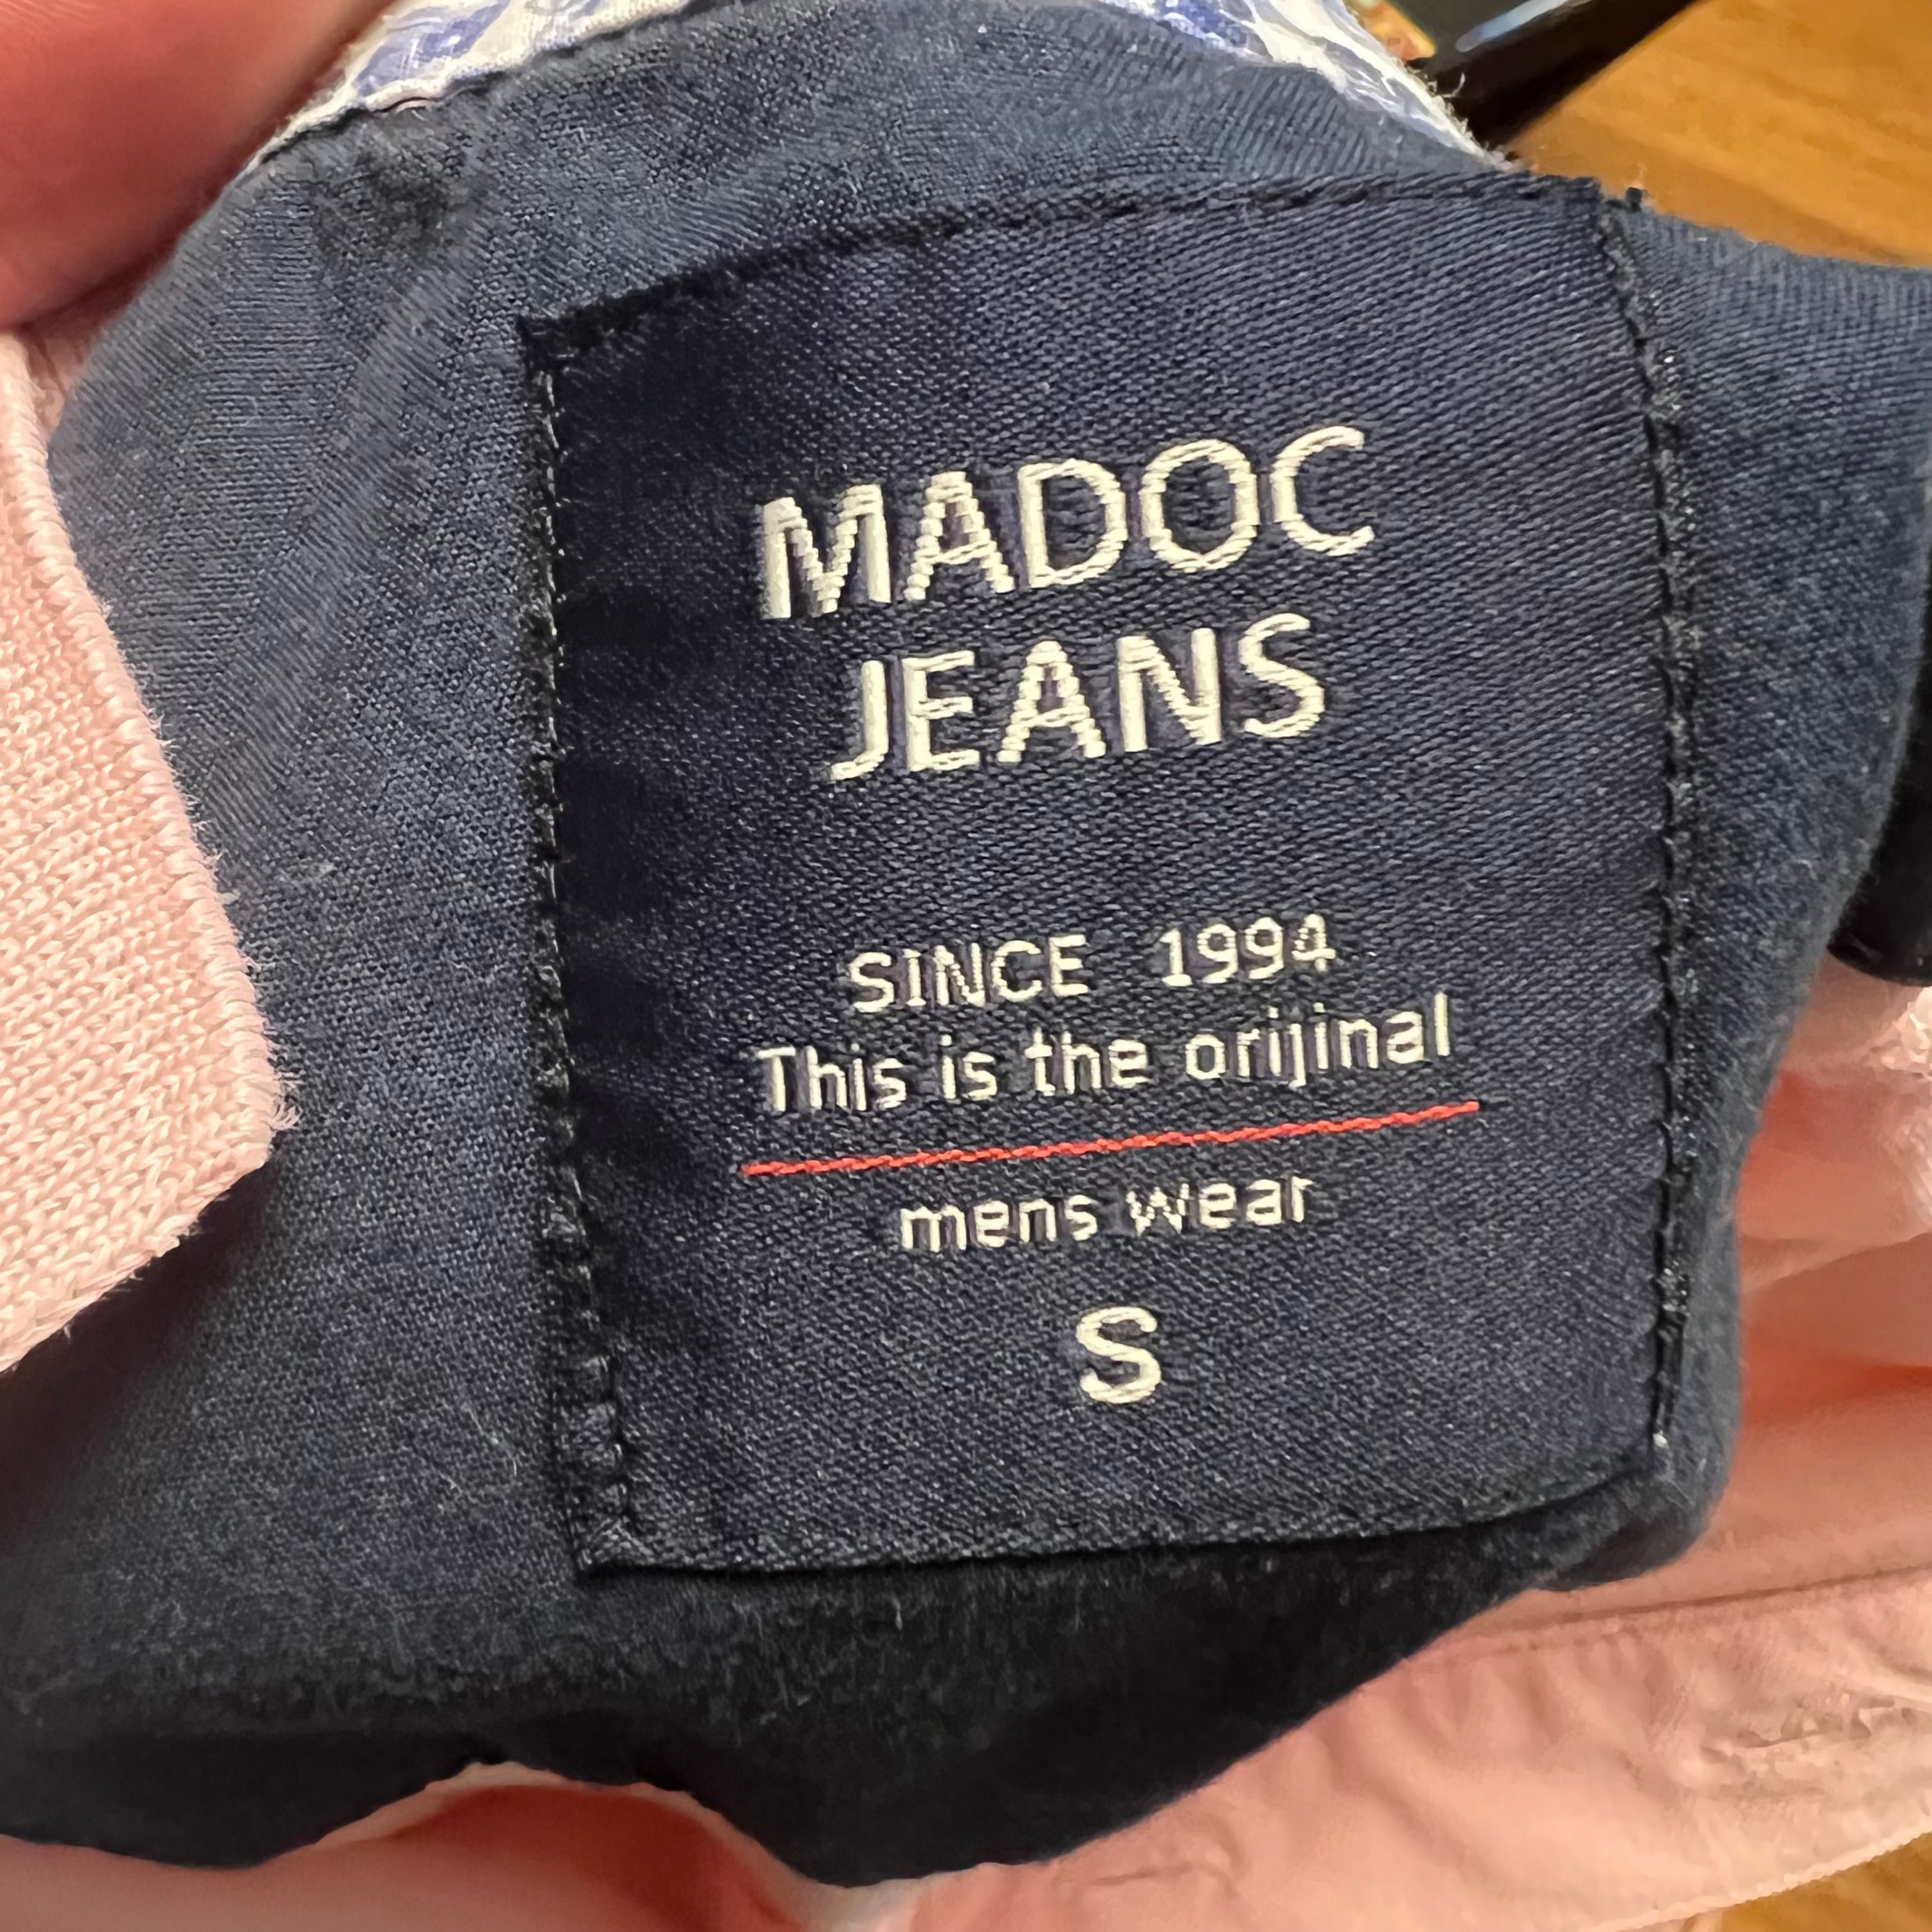 MADOC
JEANS
SINCE 1994
This is the orijinal
mens wear
S